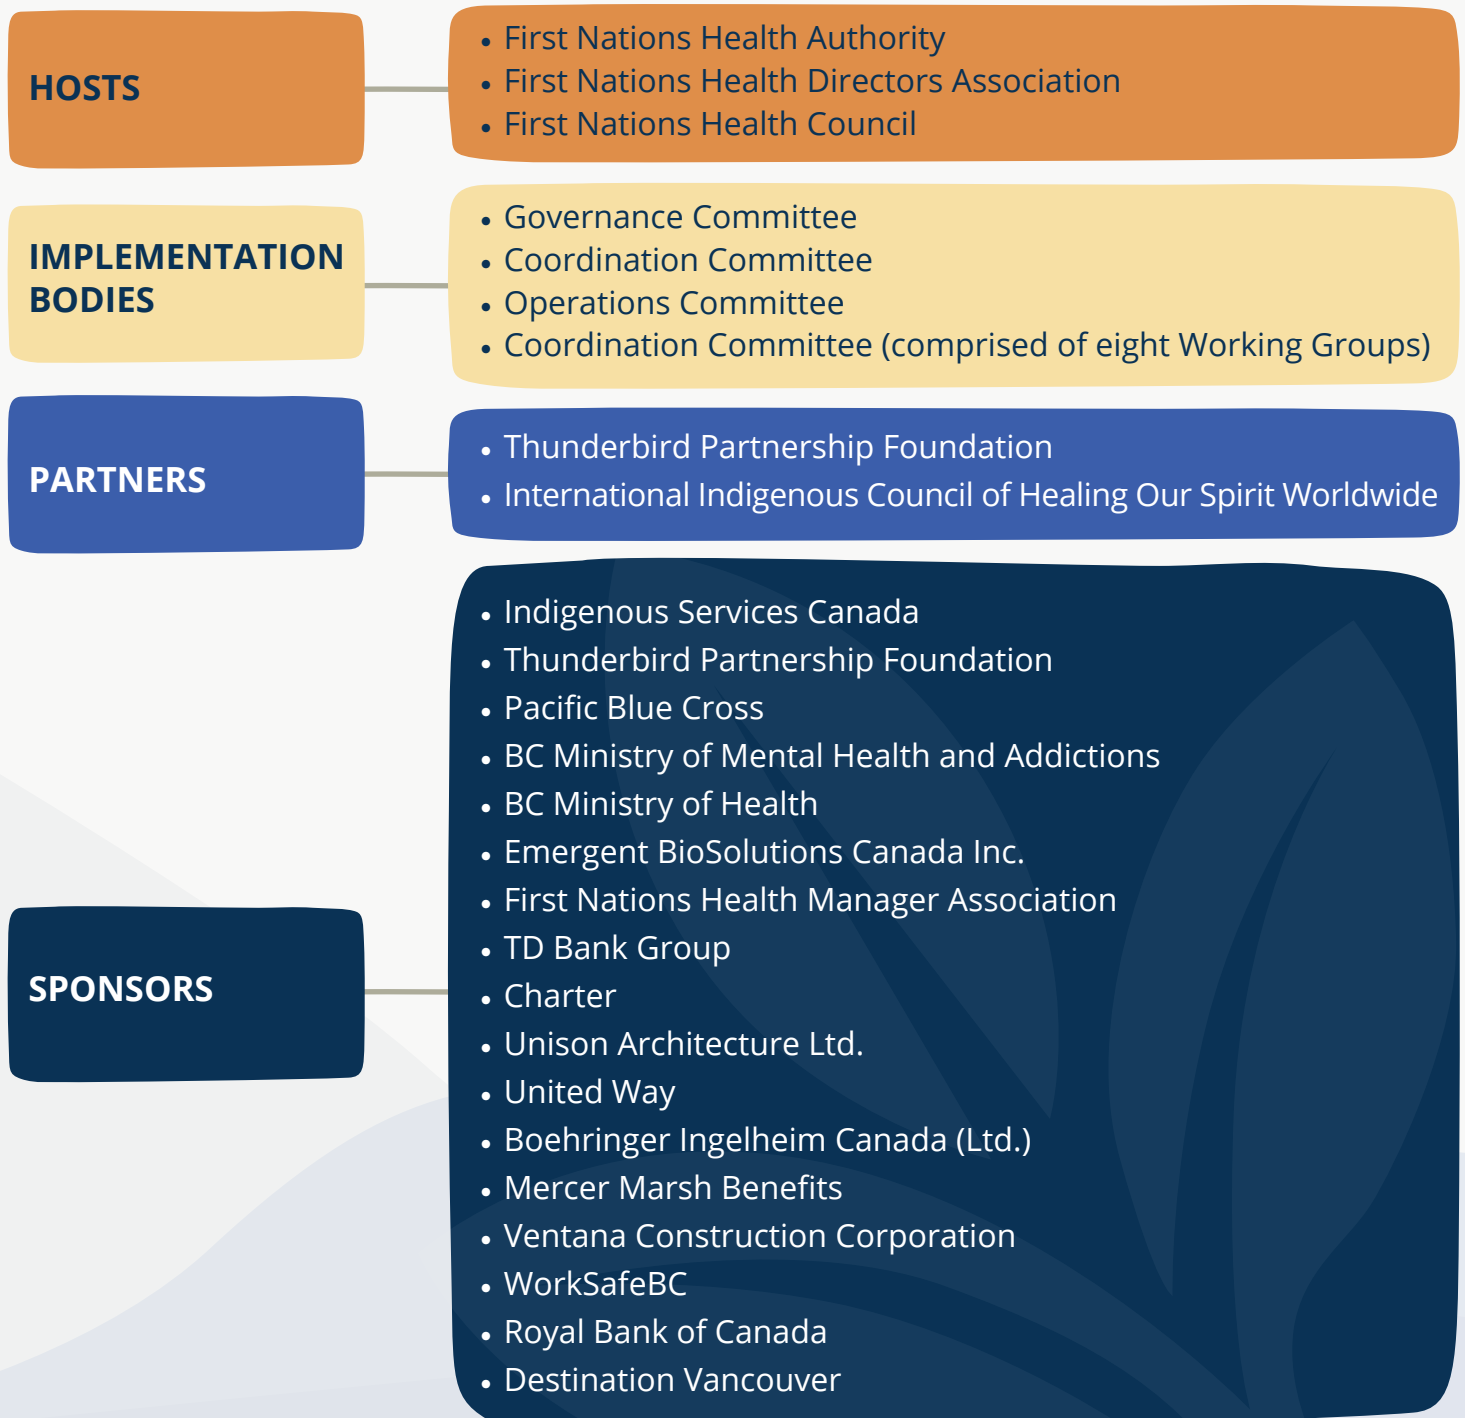 HOSTS
• First Nations Health Authority
• First Nations Health Directors Association
• First Nations Health Council
IMPLEMENTATION
BODIES
• Governance Committee
• Coordination Committee
• Operations Committee
• Coordination Committee (comprised of eight Working Groups)
PARTNERS
• Thunderbird Partnership Foundation
• International Indigenous Council of Healing Our Spirit Worldwide
SPONSORS
• Indigenous Services Canada
• Thunderbird Partnership Foundation
• Pacific Blue Cross
• BC Ministry of Mental Health and Addictions
• BC Ministry of Health
• Emergent BioSolutions Canada Inc.
• First Nations Health Manager Association
• TD Bank Group
• Charter
• Unison Architecture Ltd.
• United Way
• Boehringer Ingelheim Canada (Ltd.)
• Mercer Marsh Benefits
• Ventana Construction Corporation
• WorkSafeBC
• Royal Bank of Canada
• Destination Vancouver